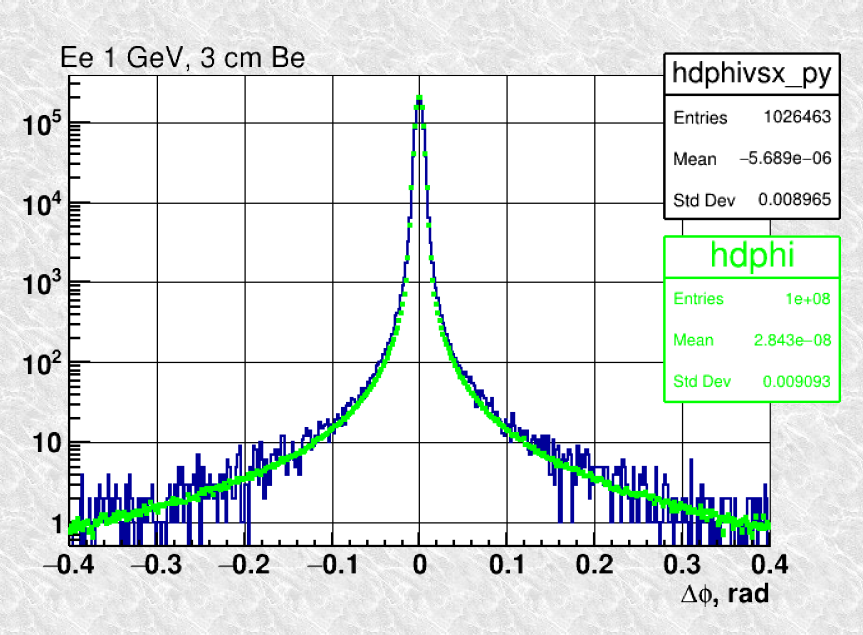 Ee 1 GeV, 3 cm Be
hdphivsx_py
Entries 1026463
Mean −5.689e−06
Std Dev 0.008965
hdphi
Entries 1e+08
Mean 2.843e−08
Std Dev 0.009093
10^5
10^4
10^3
10^2
10
1
−0.4 −0.3 −0.2 −0.1 0 0.1 0.2 0.3 0.4
Δϕ, rad